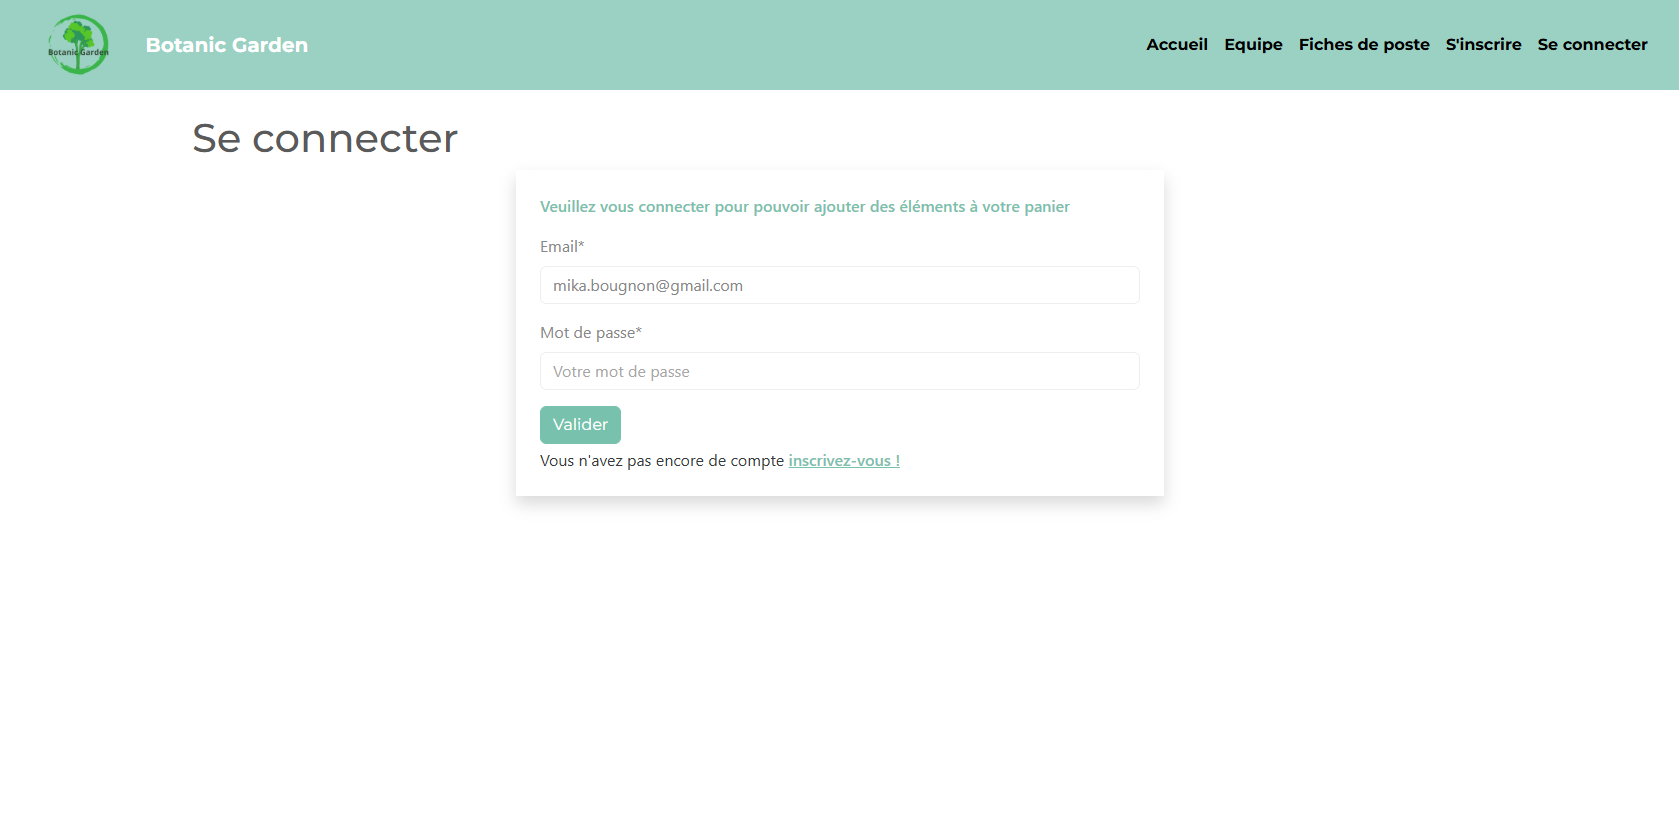 Botanic Garden
Botanic Garden
Accueil Equipe Fiches de poste S'inscrire Se connecter
Se connecter
Veuillez vous connecter pour pouvoir ajouter des éléments à votre panier
Email*
mika.bougnon@gmail.com
Mot de passe*
Votre mot de passe
Valider
Vous n'avez pas encore de compte inscrivez-vous !